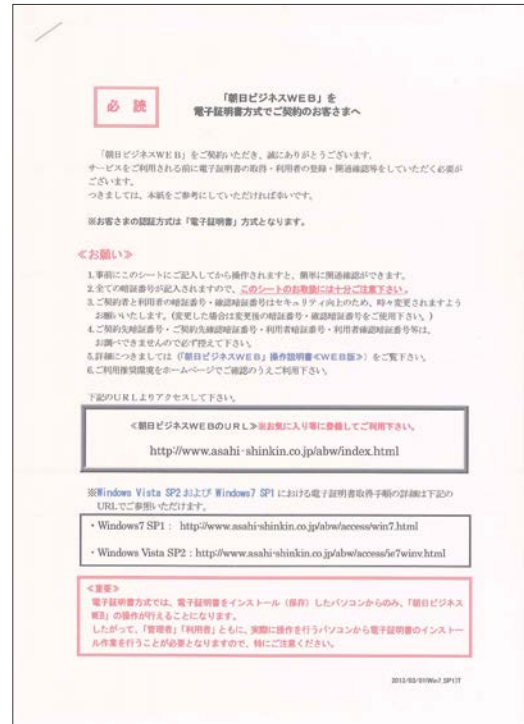 必 読
「朝日ビジネスWEB」を
電子証明書方式でご契約のお客さまへ
「朝日ビジネスWEB」をご契約いただき、誠にありがとうございます。
サービスをご利用される前に電子証明書の取得・利用者の登録・開通確認等をしていただく必要が
ございます。
つきましては、本紙をご参考にしていただければ幸いです。
※お客さまの認証方式は「電子証明書」方式となります。
≪お願い≫
1.事前にこのシートにご記入してから操作されますと、簡単に開通確認ができます。
2.全ての暗証番号が記入されますので、このシートのお取扱には十分ご注意下さい。
3.ご契約者と利用者の暗証番号・確認暗証番号はセキュリティ向上のため、時々変更されますよう
お願いいたします。(変更した場合は変更後の暗証番号・確認暗証番号をご使用下さい。)
4.ご契約先暗証番号・ご契約先確認暗証番号・利用者暗証番号・利用者確認暗証番号等は、
お調べできませんので必ず控えて下さい。
5.詳細につきましては(「朝日ビジネスWEB」操作説明書≪WEB版≫)をご覧下さい。
6.ご利用推奨環境をホームページでご確認のうえご利用下さい。
下記のURLよりアクセスして下さい。
≪朝日ビジネスWEBのURL≫※お気に入り等に登録してご利用下さい。
http://www.asahi-shinkin.co.jp/abw/index.html
※Windows Vista SP2 および Windows7 SP1 における電子証明書取得手順の詳細は下記の
URLでご参照いただけます。
・Windows7 SP1： http://www.asahi-shinkin.co.jp/abw/access/win7.html
・Windows Vista SP2：http://www.asahi-shinkin.co.jp/abw/access/ie7winv.html
≪重要≫
電子証明書方式では、電子証明書をインストール（保存）したパソコンからのみ、「朝日ビジネス
WEB」の操作が行えることになります。
したがって、「管理者」「利用者」ともに、実際に操作を行うパソコンから電子証明書のインストー
ル作業を行うことが必要となりますので、特にご注意ください。
2013/03/01(Win7_SP1)T